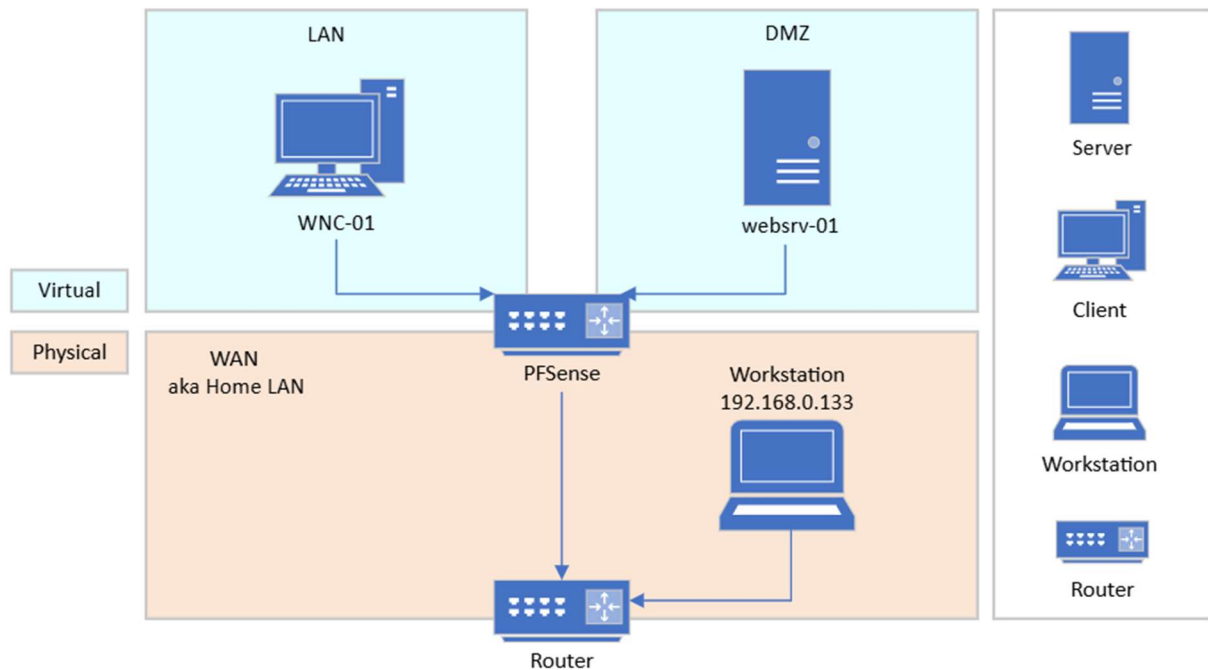 LAN
DMZ
WNC-01
websrv-01
Virtual
Physical
WAN
aka Home LAN
PFSense
Workstation
192.168.0.133
Router
Server
Client
Workstation
Router